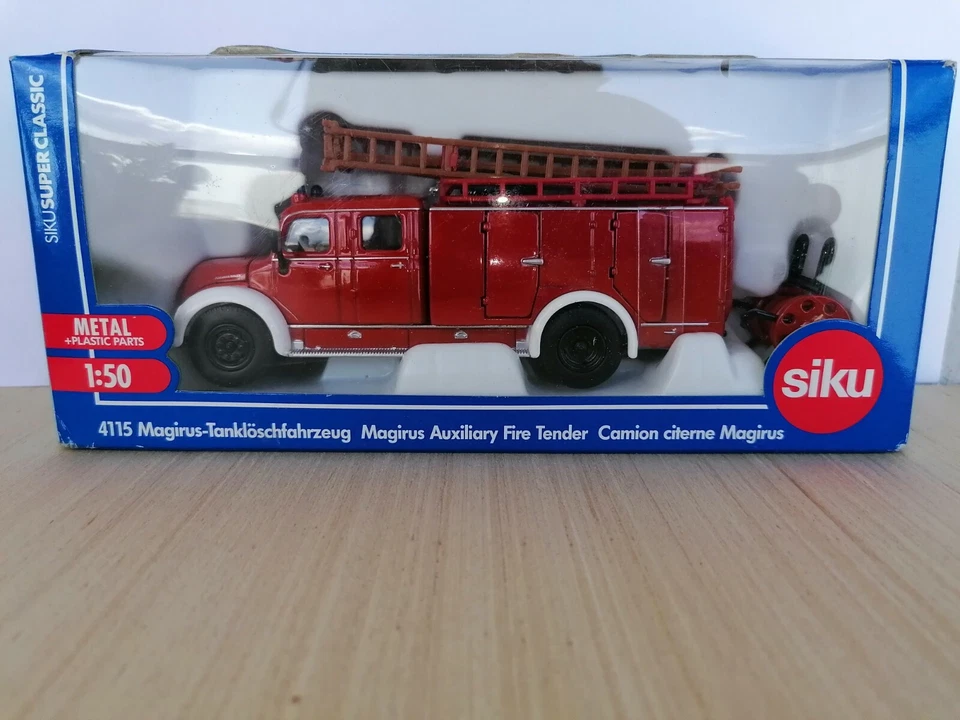 SIKU SUPER CLASSIC
METAL
+PLASTIC PARTS
1:50
siku
4115 Magirus-Tanklöschfahrzeug Magirus Auxiliary Fire Tender Camion citerne Magirus